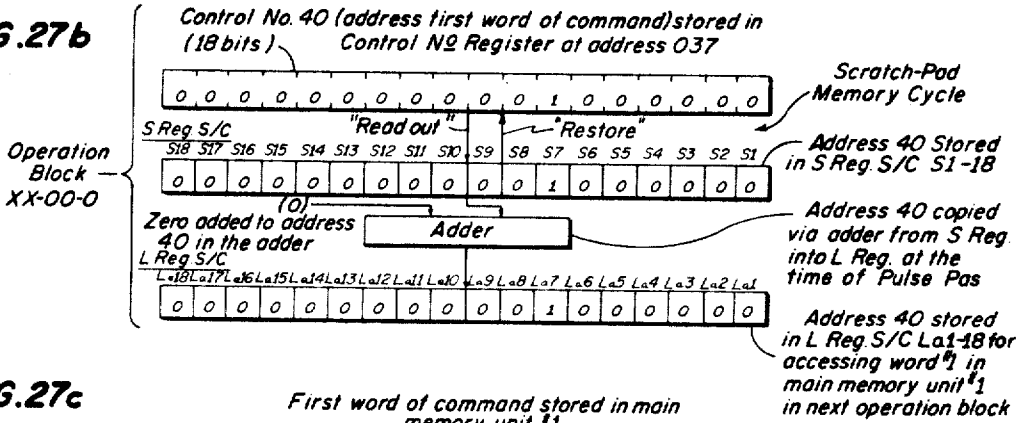 G.27b
Control No. 40 (address first word of command) stored in
(18 bits) Control No Register at address 037
0 0 0 0 0 0 0 0 0 0 0 1 0 0 0 0 0 0
Scratch-Pad
Memory Cycle
"Read out" "Restore"
S Reg. S/C
S18 S17 S16 S15 S14 S13 S12 S11 S10 S9 S8 S7 S6 S5 S4 S3 S2 S1
0 0 0 0 0 0 0 0 0 0 0 1 0 0 0 0 0 0
Address 40 Stored
in S Reg. S/C S1-18
Operation
Block
XX-00-0
(0)
Zero added to address
40 in the adder
Adder
Address 40 copied
via adder from S Reg.
into L Reg. at the
time of Pulse Pas
L Reg S/C
La18 La17 La16 La15 La14 La13 La12 La11 La10 La9 La8 La7 La6 La5 La4 La3 La2 La1
0 0 0 0 0 0 0 0 0 0 0 1 0 0 0 0 0 0
Address 40 stored
in L Reg. S/C La1-18 for
accessing word #1 in
main memory unit #1
in next operation block
G.27c
First word of command stored in main
memory unit #1